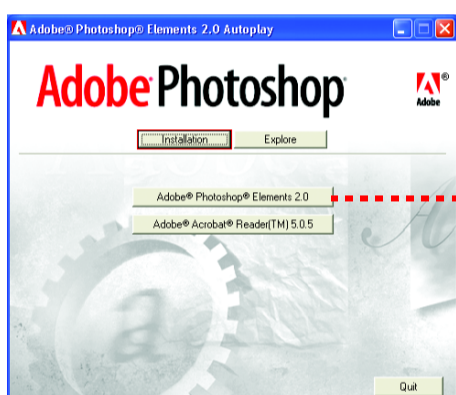 Adobe® Photoshop® Elements 2.0 Autoplay
Adobe Photoshop®
Adobe
®
Installation
Explore
Adobe® Photoshop® Elements 2.0
Adobe® Acrobat® Reader(TM) 5.0.5
Quit